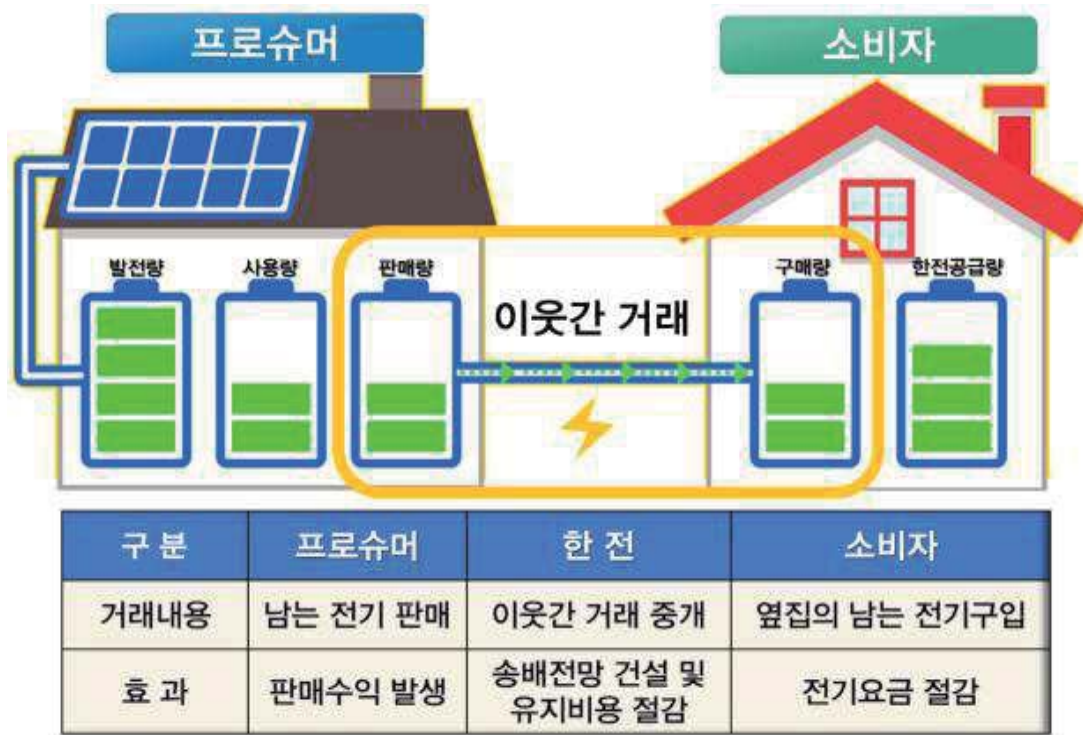 프로슈머
소비자
발전량
사용량
판매량
이웃간 거래
구매량
한전공급량
구 분
프로슈머
한 전
소비자
거래내용
남는 전기 판매
이웃간 거래 중개
옆집의 남는 전기구입
효 과
판매수익 발생
송배전망 건설 및
유지비용 절감
전기요금 절감